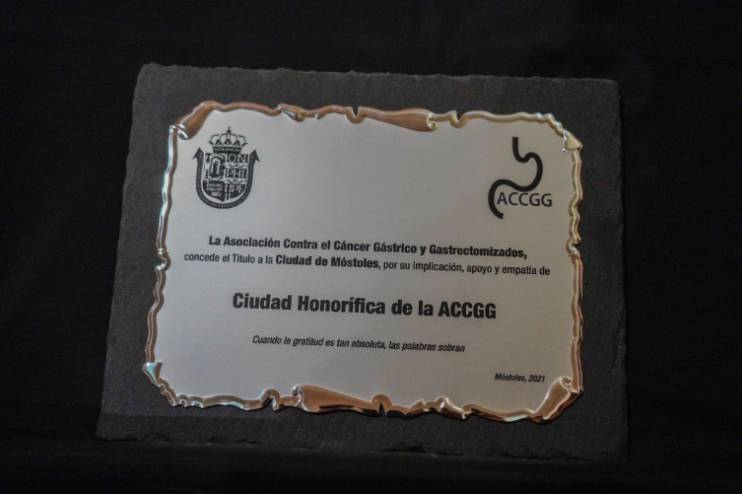 ACCGG
La Asociación Contra el Cáncer Gástrico y Gastrectomizados,
concede el Título a la Ciudad de Móstoles, por su implicación, apoyo y empatía de
Ciudad Honorífica de la ACCGG
Cuando la gratitud es tan absoluta, las palabras sobran
Móstoles, 2021